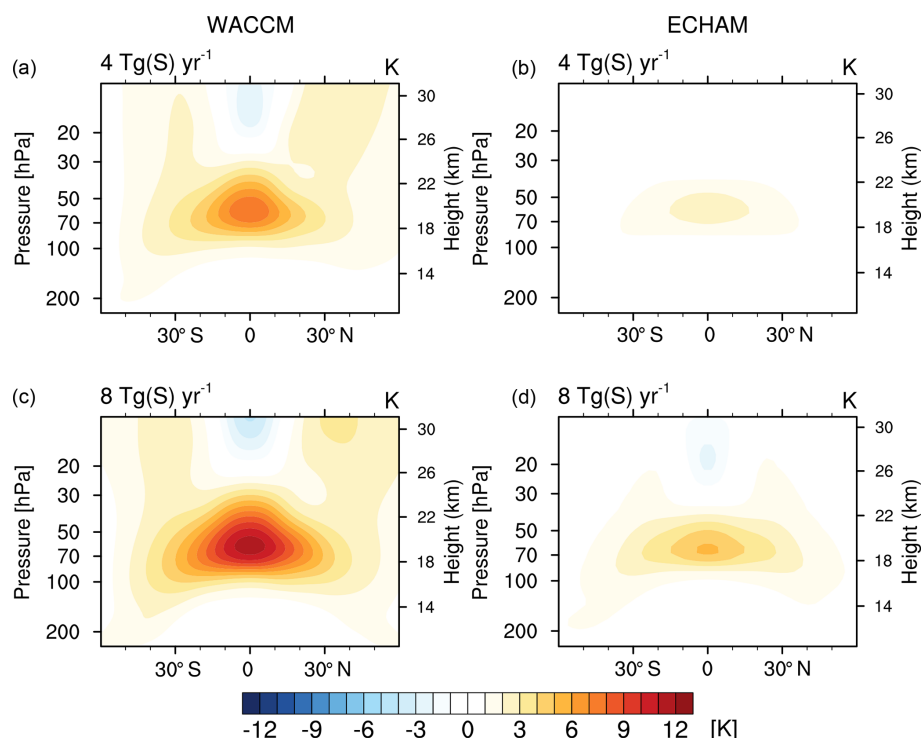 WACCM
ECHAM
(a) 4 Tg(S) yr-1 K
(b) 4 Tg(S) yr-1 K
Pressure [hPa]
20
30
50
70
100
200
Height (km)
30
26
22
18
14
30° S 0 30° N
Pressure [hPa]
20
30
50
70
100
200
Height (km)
30
26
22
18
14
30° S 0 30° N
(c) 8 Tg(S) yr-1 K
(d) 8 Tg(S) yr-1 K
Pressure [hPa]
20
30
50
70
100
200
Height (km)
30
26
22
18
14
30° S 0 30° N
Pressure [hPa]
20
30
50
70
100
200
Height (km)
30
26
22
18
14
30° S 0 30° N
-12 -9 -6 -3 0 3 6 9 12 [K]